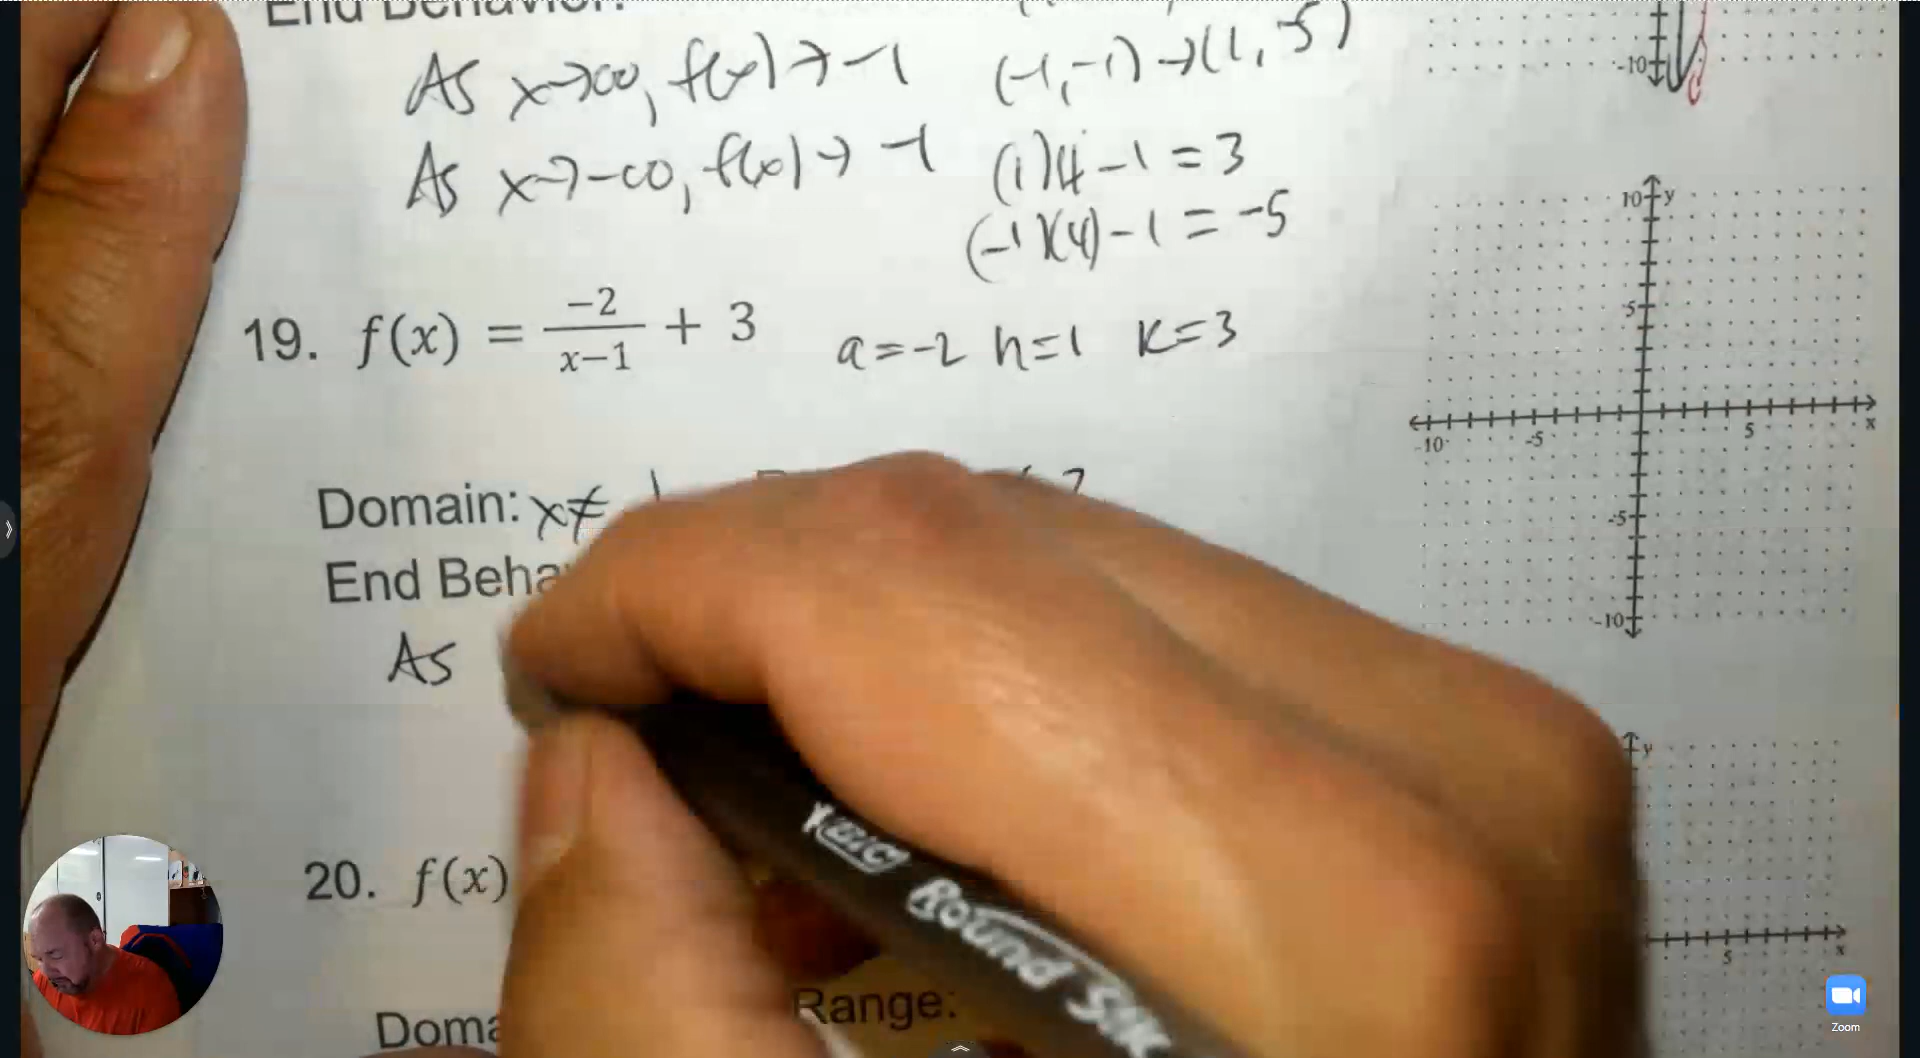 End Behavior:
As x→∞, f(x)→-1 (-1,-1)→(1,-5)
As x→-∞, f(x)→-1 (1)4-1=3
(-1)(4)-1=-5
19. f(x) = -2/(x-1) + 3 a=-2 h=1 k=3
Domain: x≠
End Beha
As
20. f(x)
Doma Range:
-10
10 y
5
-10 -5 5 x
-5
-10
y
5 x
BIC Round Stic
Zoom